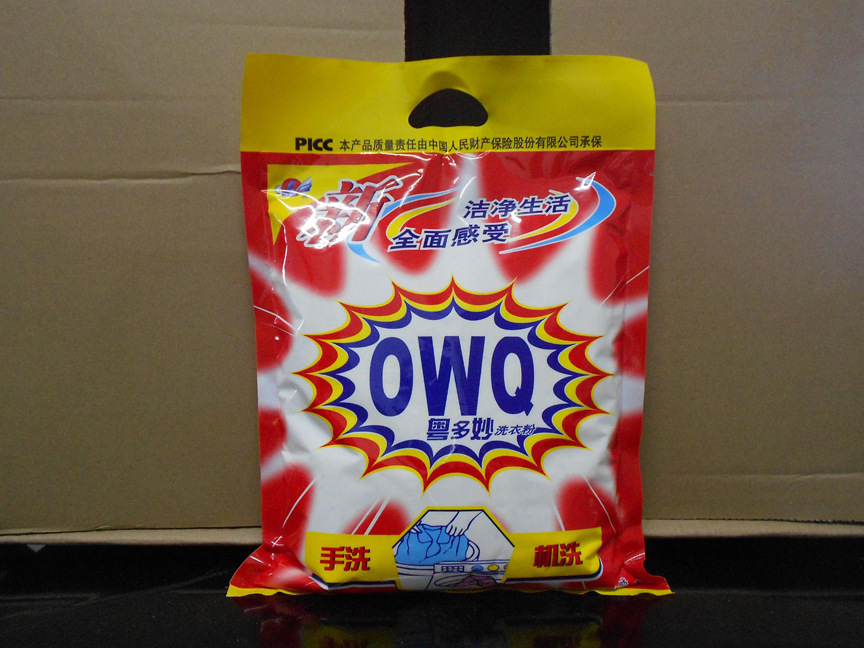 PICC 本产品质量责任由中国人民财产保险股份有限公司承保
新
洁净生活
全面感受
OWQ
粤多妙 洗衣粉
手洗
机洗